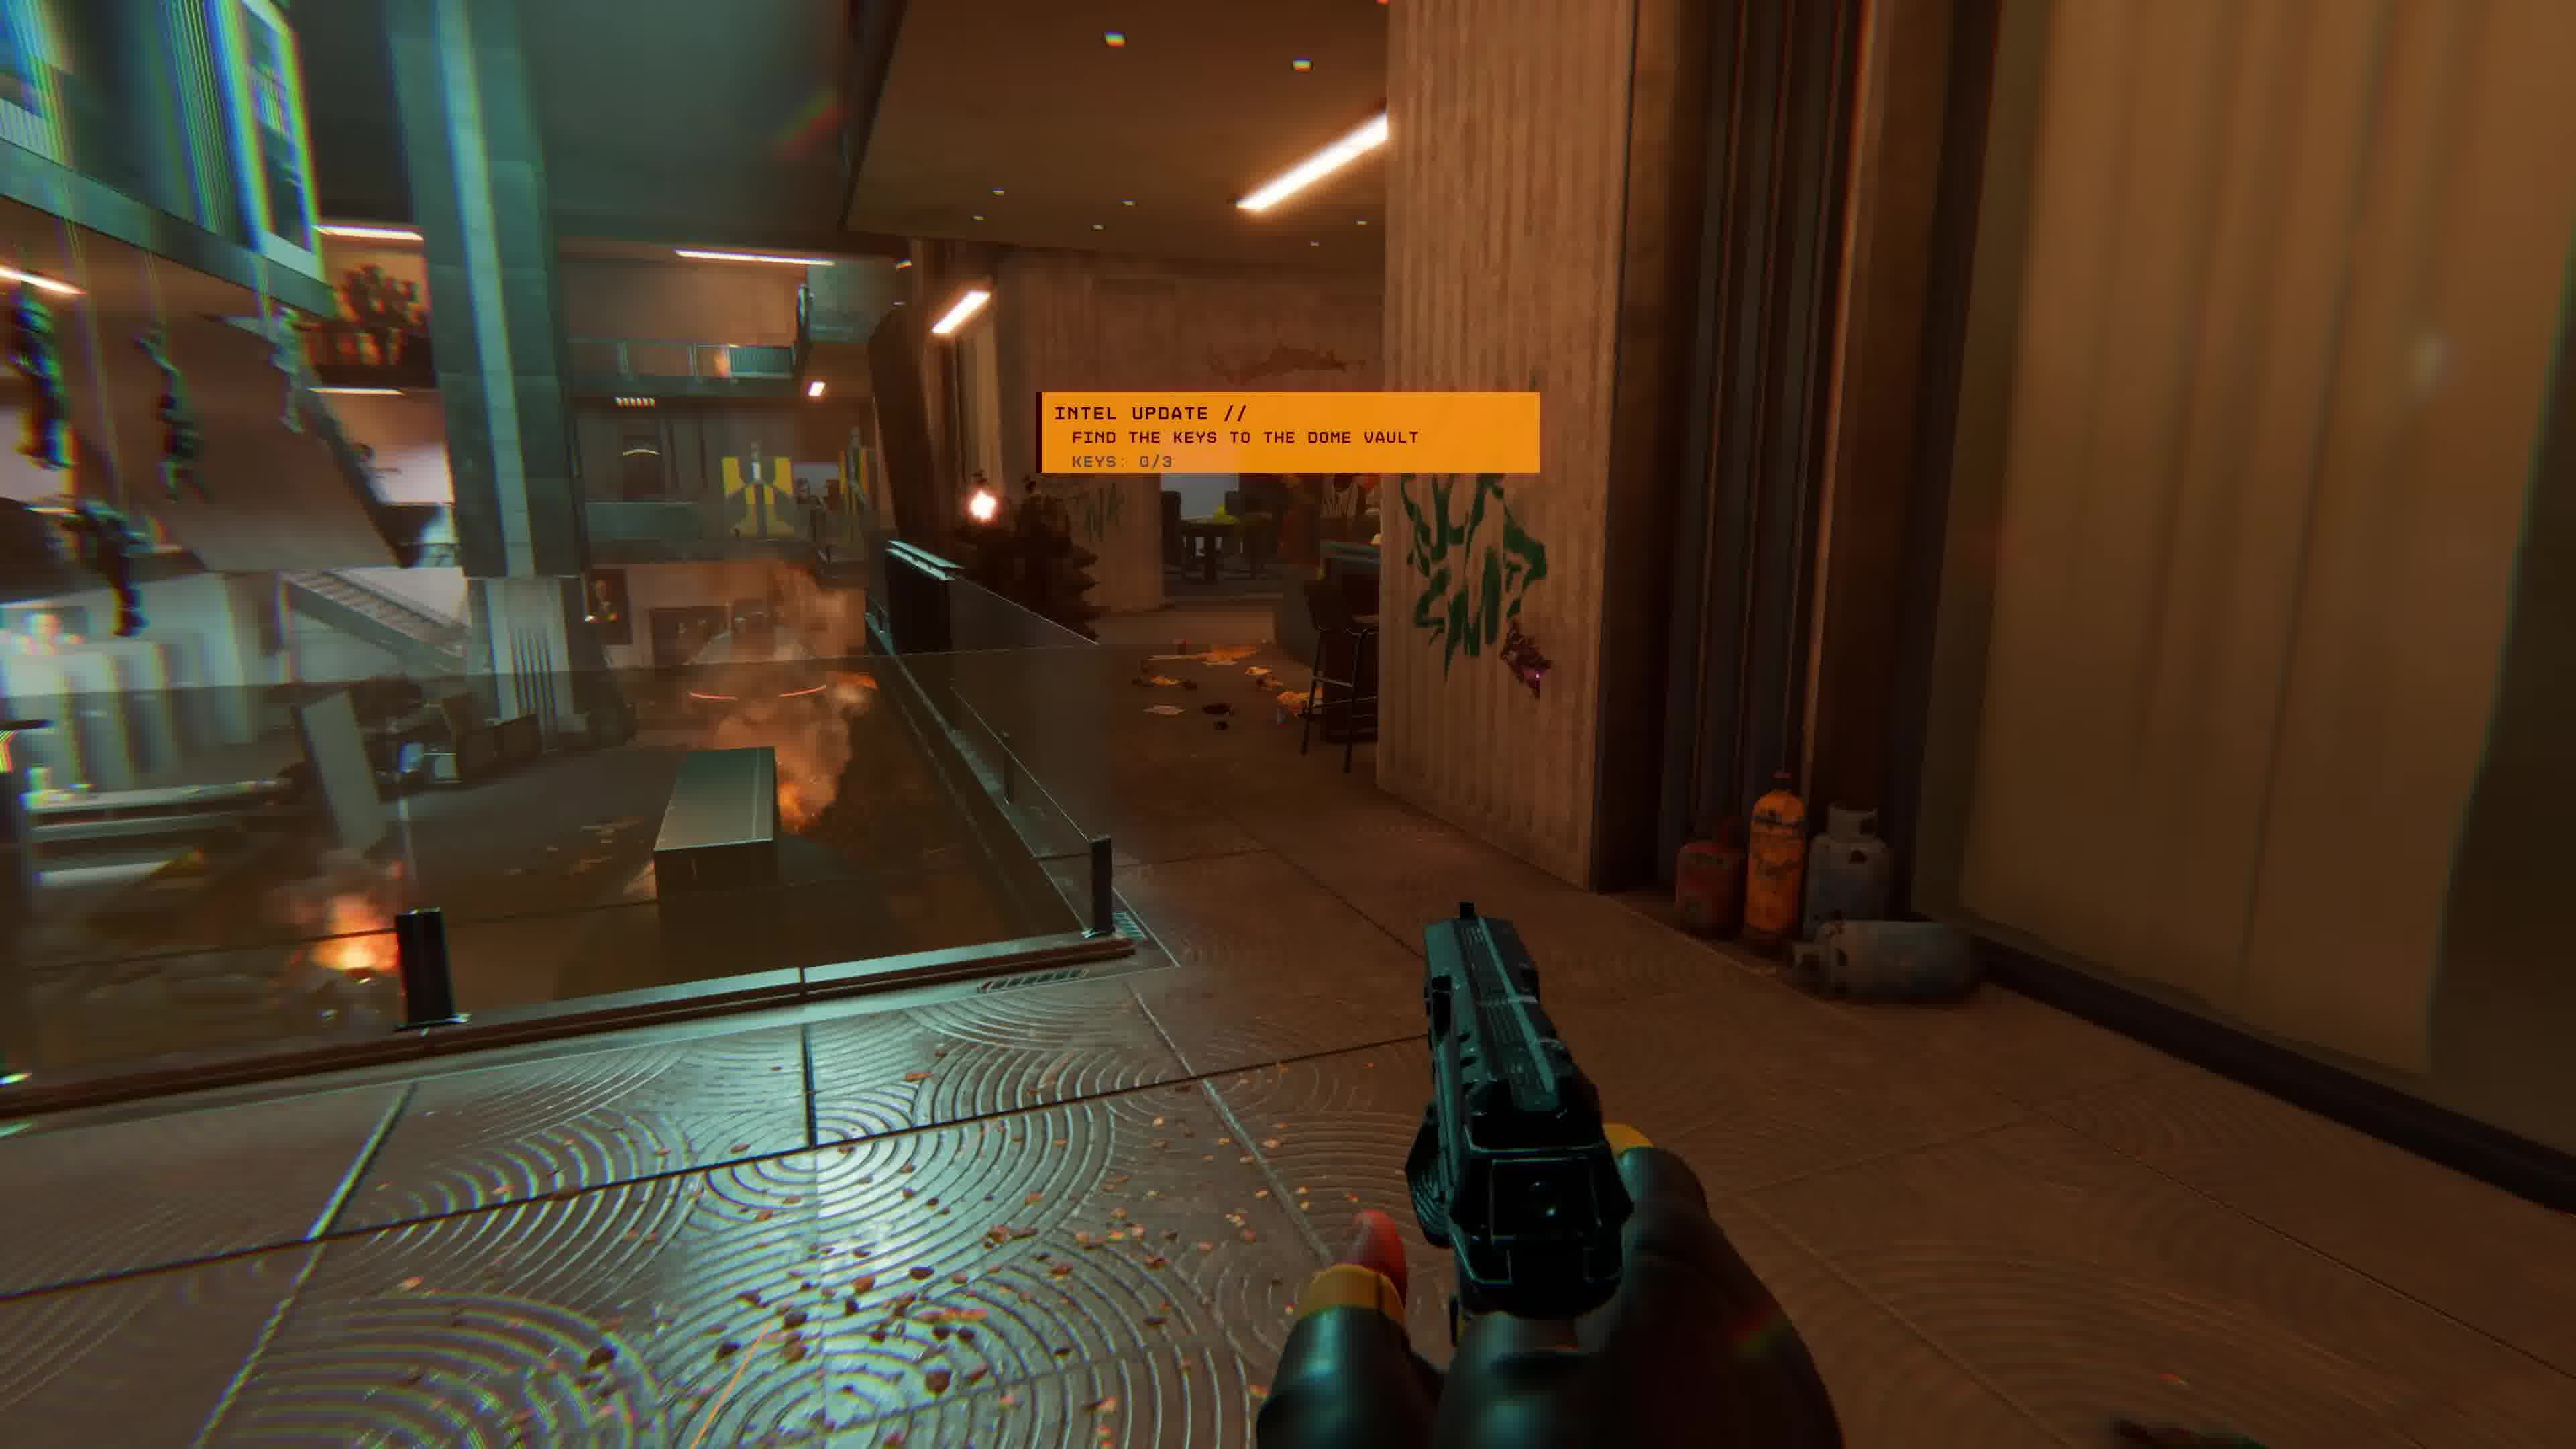 INTEL UPDATE //
FIND THE KEYS TO THE DOME VAULT
KEYS: 0/3